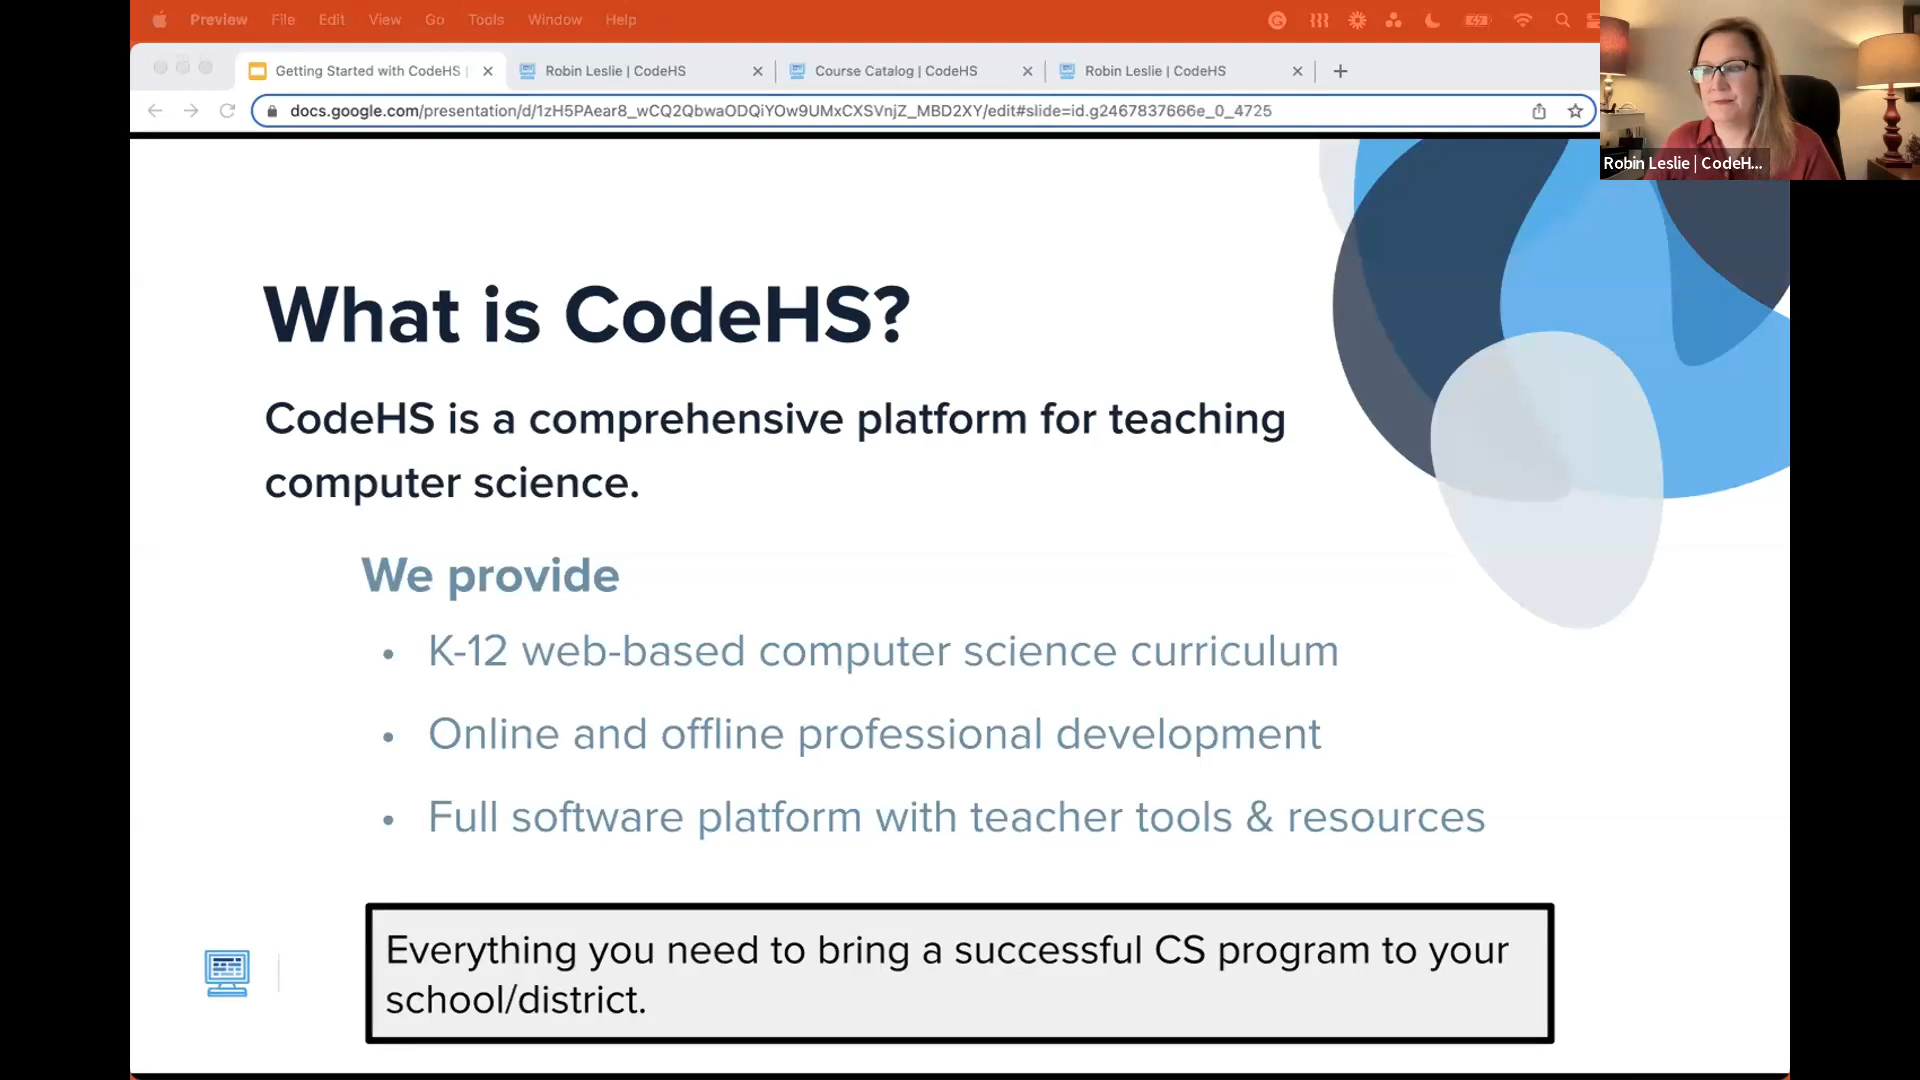 Preview File Edit View Go Tools Window Help
Getting Started with CodeHS | Robin Leslie | CodeHS Course Catalog | CodeHS Robin Leslie | CodeHS
docs.google.com/presentation/d/1zH5PAear8_wCQ2QbwaODQiYOw9UMxCXSVnjZ_MBD2XY/edit#slide=id.g2467837666e_0_4725
Robin Leslie | CodeH...
What is CodeHS?
CodeHS is a comprehensive platform for teaching
computer science.
We provide
• K-12 web-based computer science curriculum
• Online and offline professional development
• Full software platform with teacher tools & resources
Everything you need to bring a successful CS program to your
school/district.